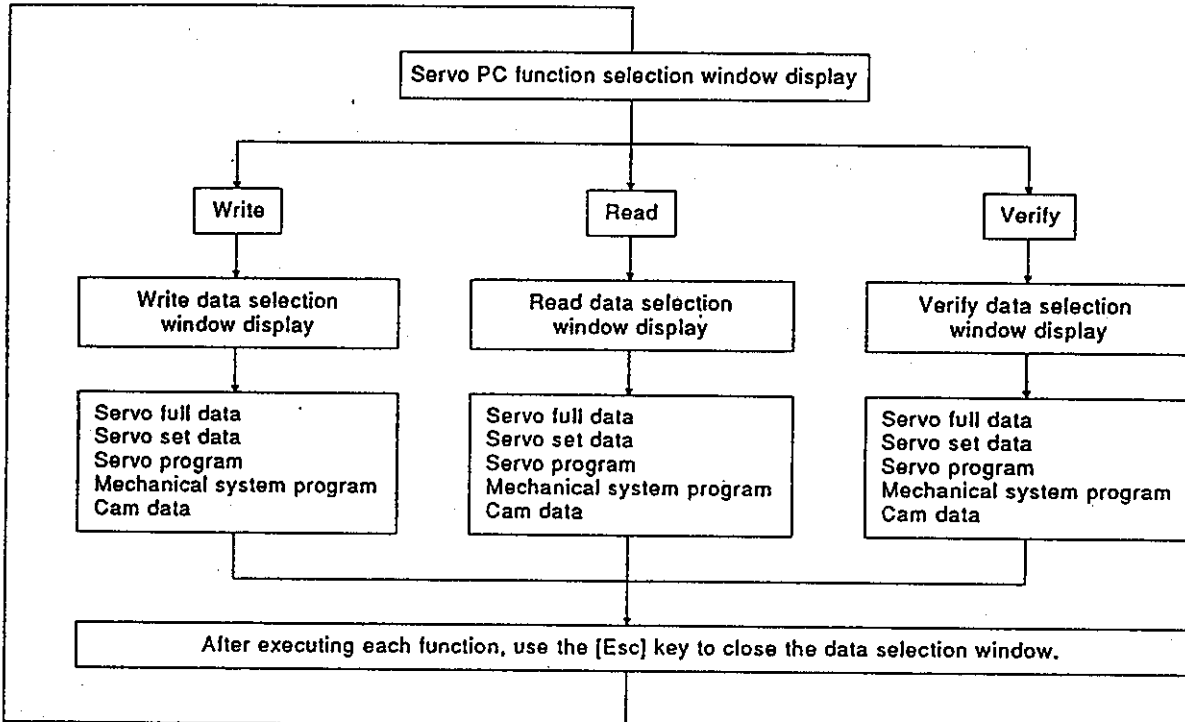 Servo PC function selection window display
Write
Read
Verify
Write data selection
window display
Read data selection
window display
Verify data selection
window display
Servo full data
Servo set data
Servo program
Mechanical system program
Cam data
Servo full data
Servo set data
Servo program
Mechanical system program
Cam data
Servo full data
Servo set data
Servo program
Mechanical system program
Cam data
After executing each function, use the [Esc] key to close the data selection window.